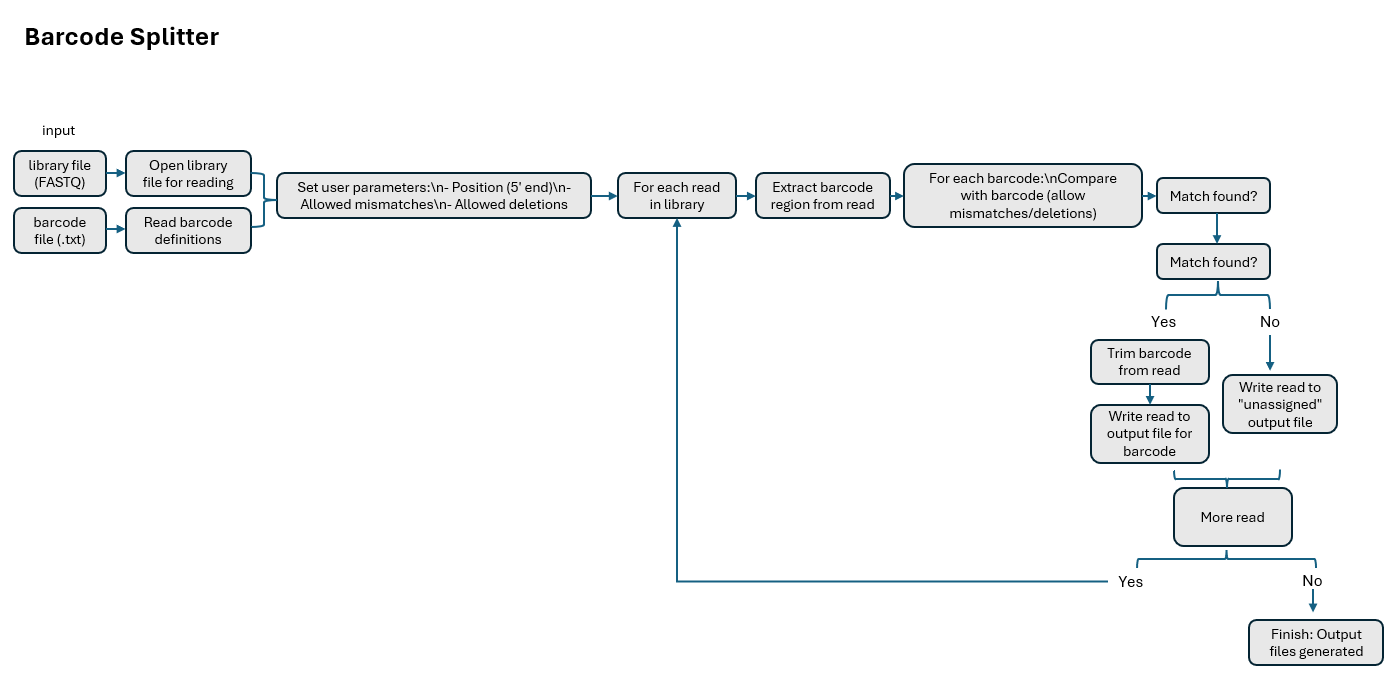 Barcode Splitter
input
library file
(FASTQ)
Open library
file for reading
barcode
file (.txt)
Read barcode
definitions
Set user parameters:\n- Position (5' end)\n-
Allowed mismatches\n- Allowed deletions
For each read
in library
Extract barcode
region from read
For each barcode:\nCompare
with barcode (allow
mismatches/deletions)
Match found?
Match found?
Yes
No
Trim barcode
from read
Write read to
output file for
barcode
Write read to
"unassigned"
output file
More read
Yes
No
Finish: Output
files generated